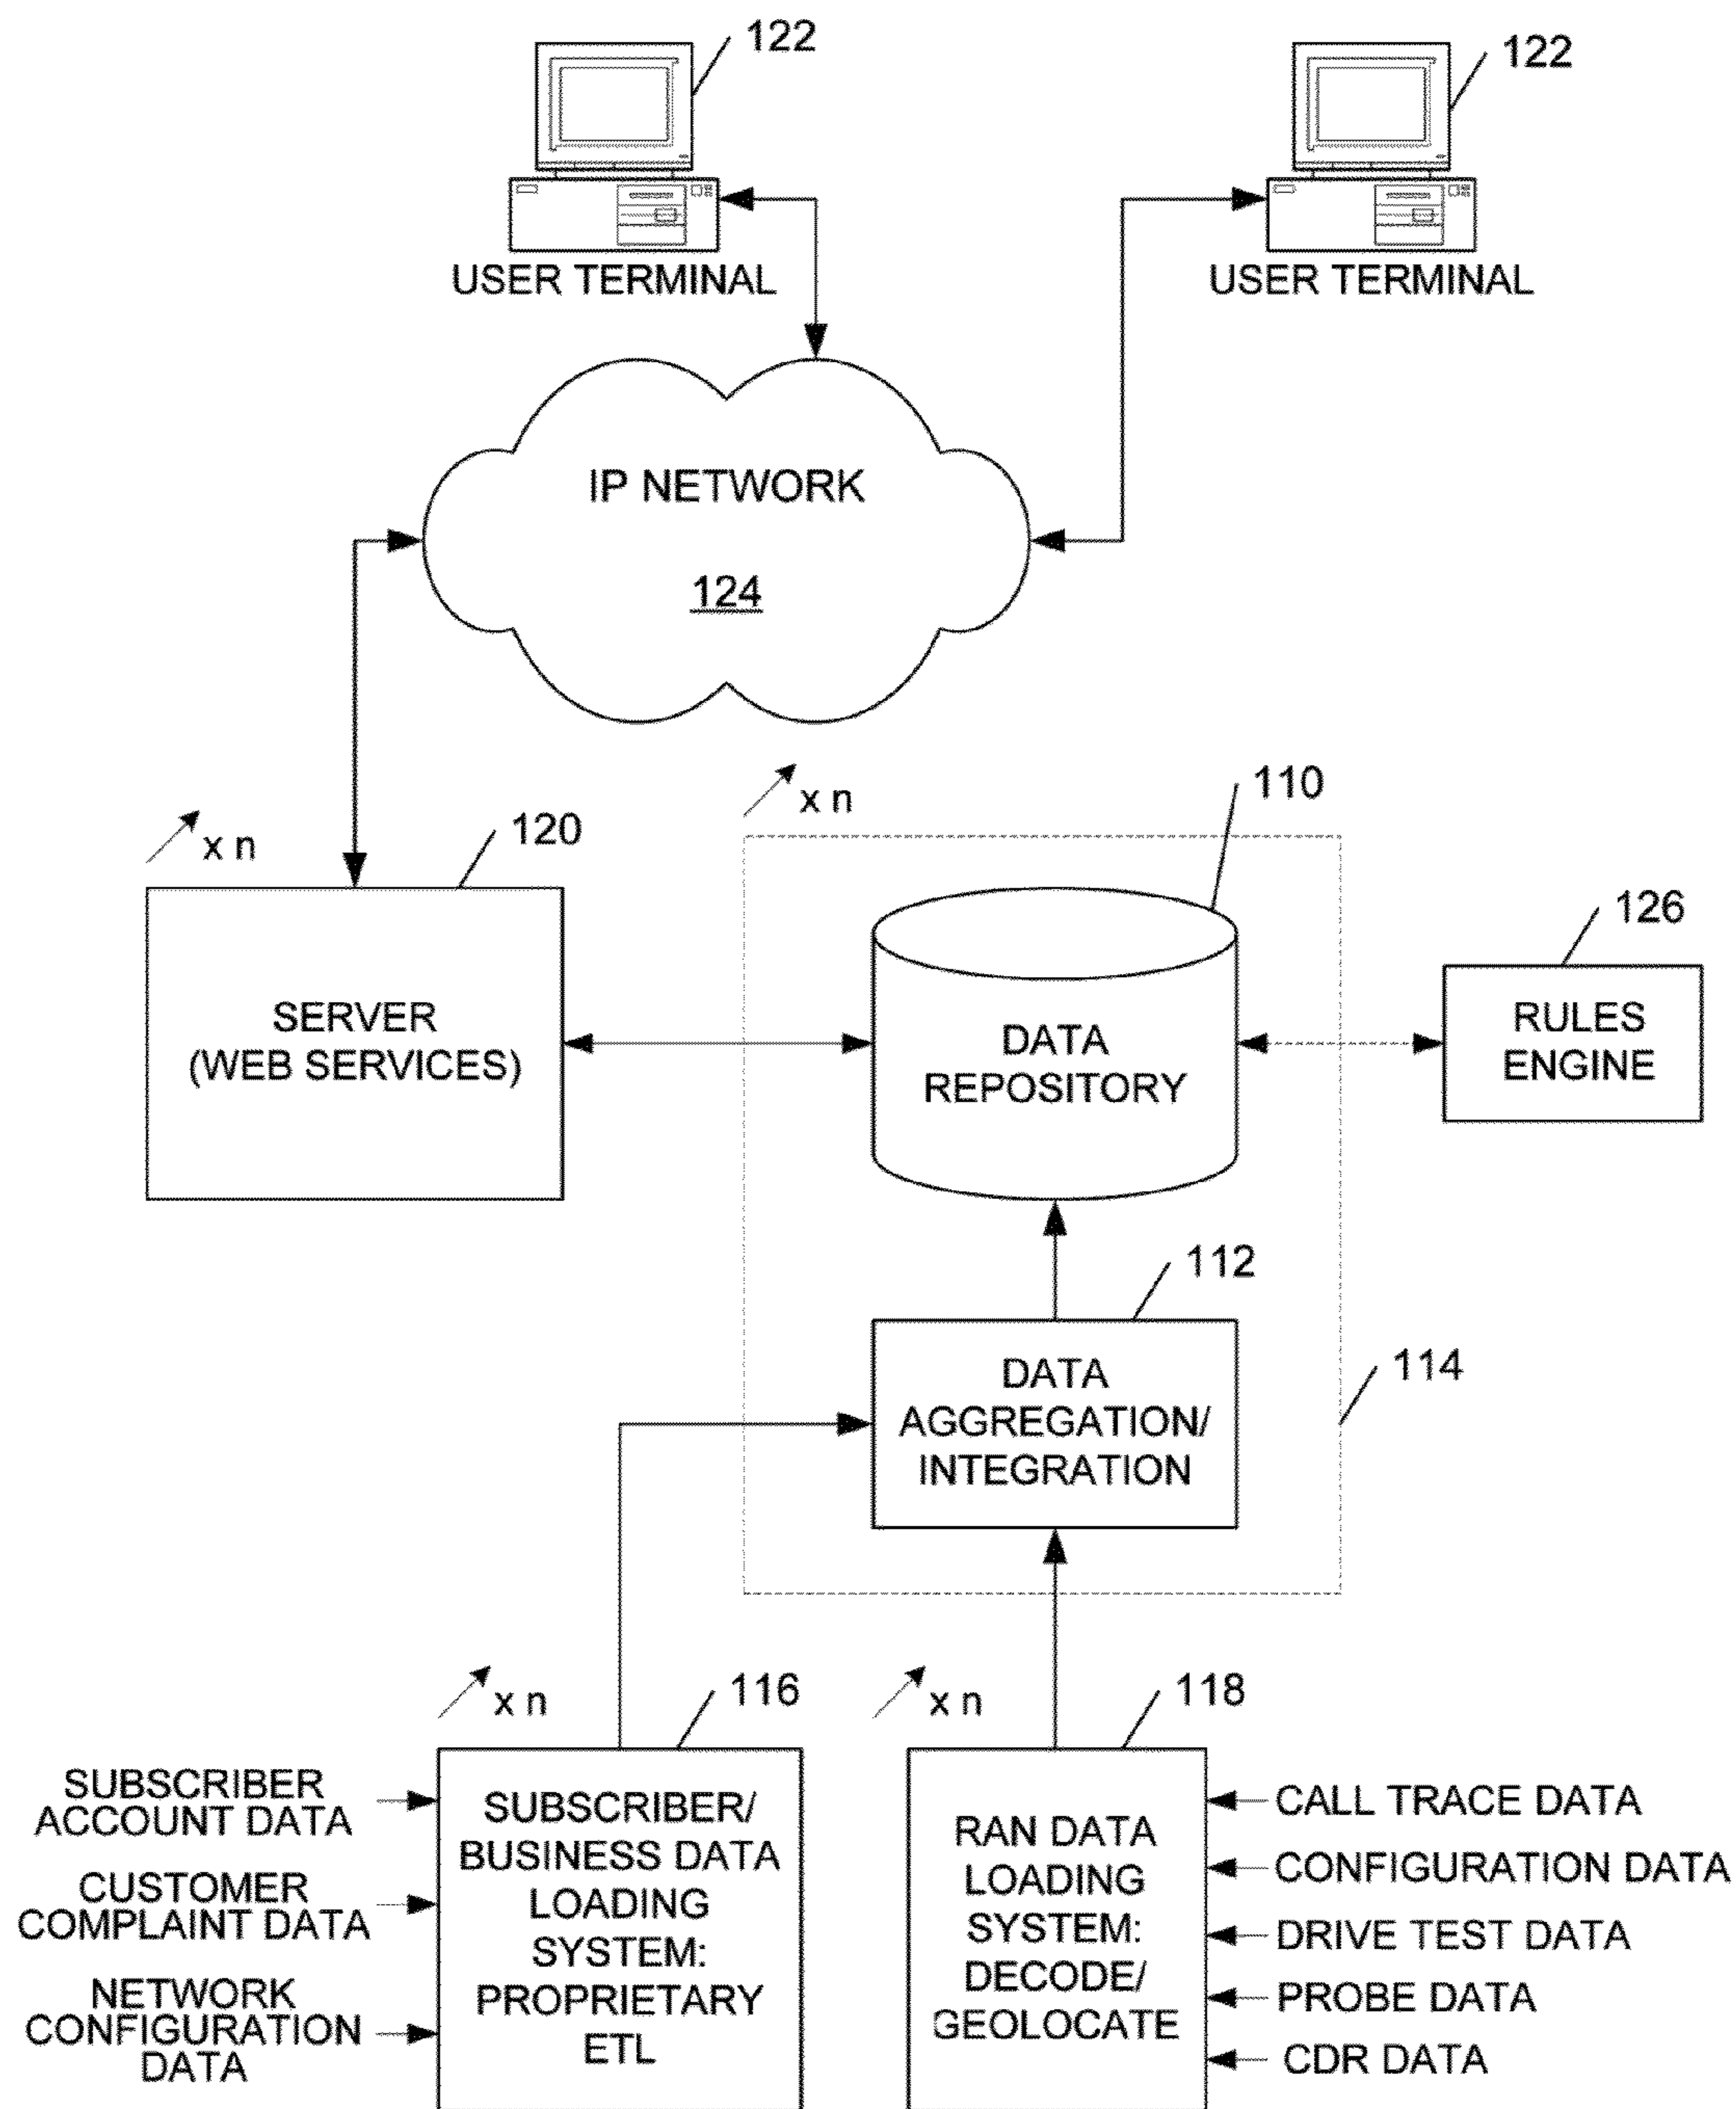 122
122
USER TERMINAL
USER TERMINAL
IP NETWORK
124
x n
110
x n
120
126
SERVER
(WEB SERVICES)
DATA
REPOSITORY
RULES
ENGINE
112
DATA
AGGREGATION/
INTEGRATION
114
x n
116
x n
118
SUBSCRIBER
ACCOUNT DATA
CUSTOMER
COMPLAINT DATA
NETWORK
CONFIGURATION
DATA
SUBSCRIBER/
BUSINESS DATA
LOADING
SYSTEM:
PROPRIETARY
ETL
RAN DATA
LOADING
SYSTEM:
DECODE/
GEOLOCATE
CALL TRACE DATA
CONFIGURATION DATA
DRIVE TEST DATA
PROBE DATA
CDR DATA